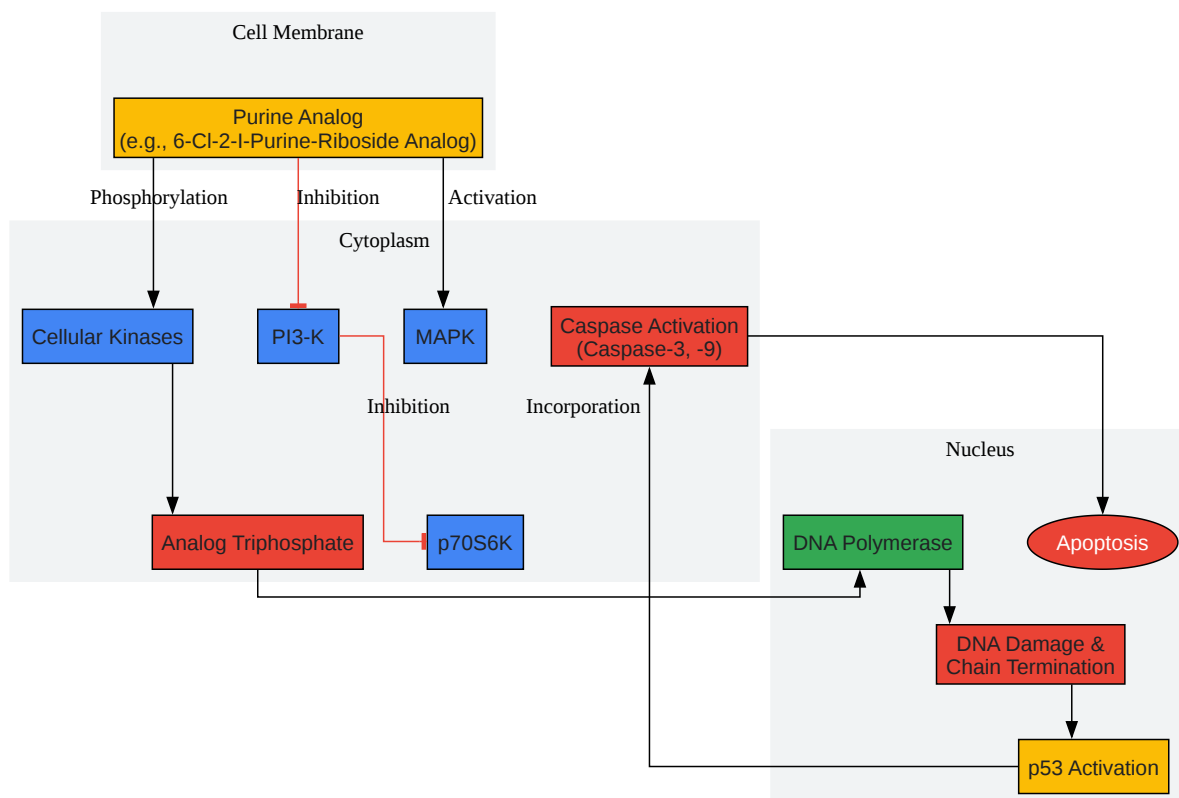 Cell Membrane
Purine Analog
(e.g., 6-Cl-2-I-Purine-Riboside Analog)
Phosphorylation
Inhibition
Activation
Cytoplasm
Cellular Kinases
PI3-K
MAPK
Caspase Activation
(Caspase-3, -9)
Inhibition
Incorporation
Nucleus
Analog Triphosphate
p70S6K
DNA Polymerase
Apoptosis
DNA Damage &
Chain Termination
p53 Activation